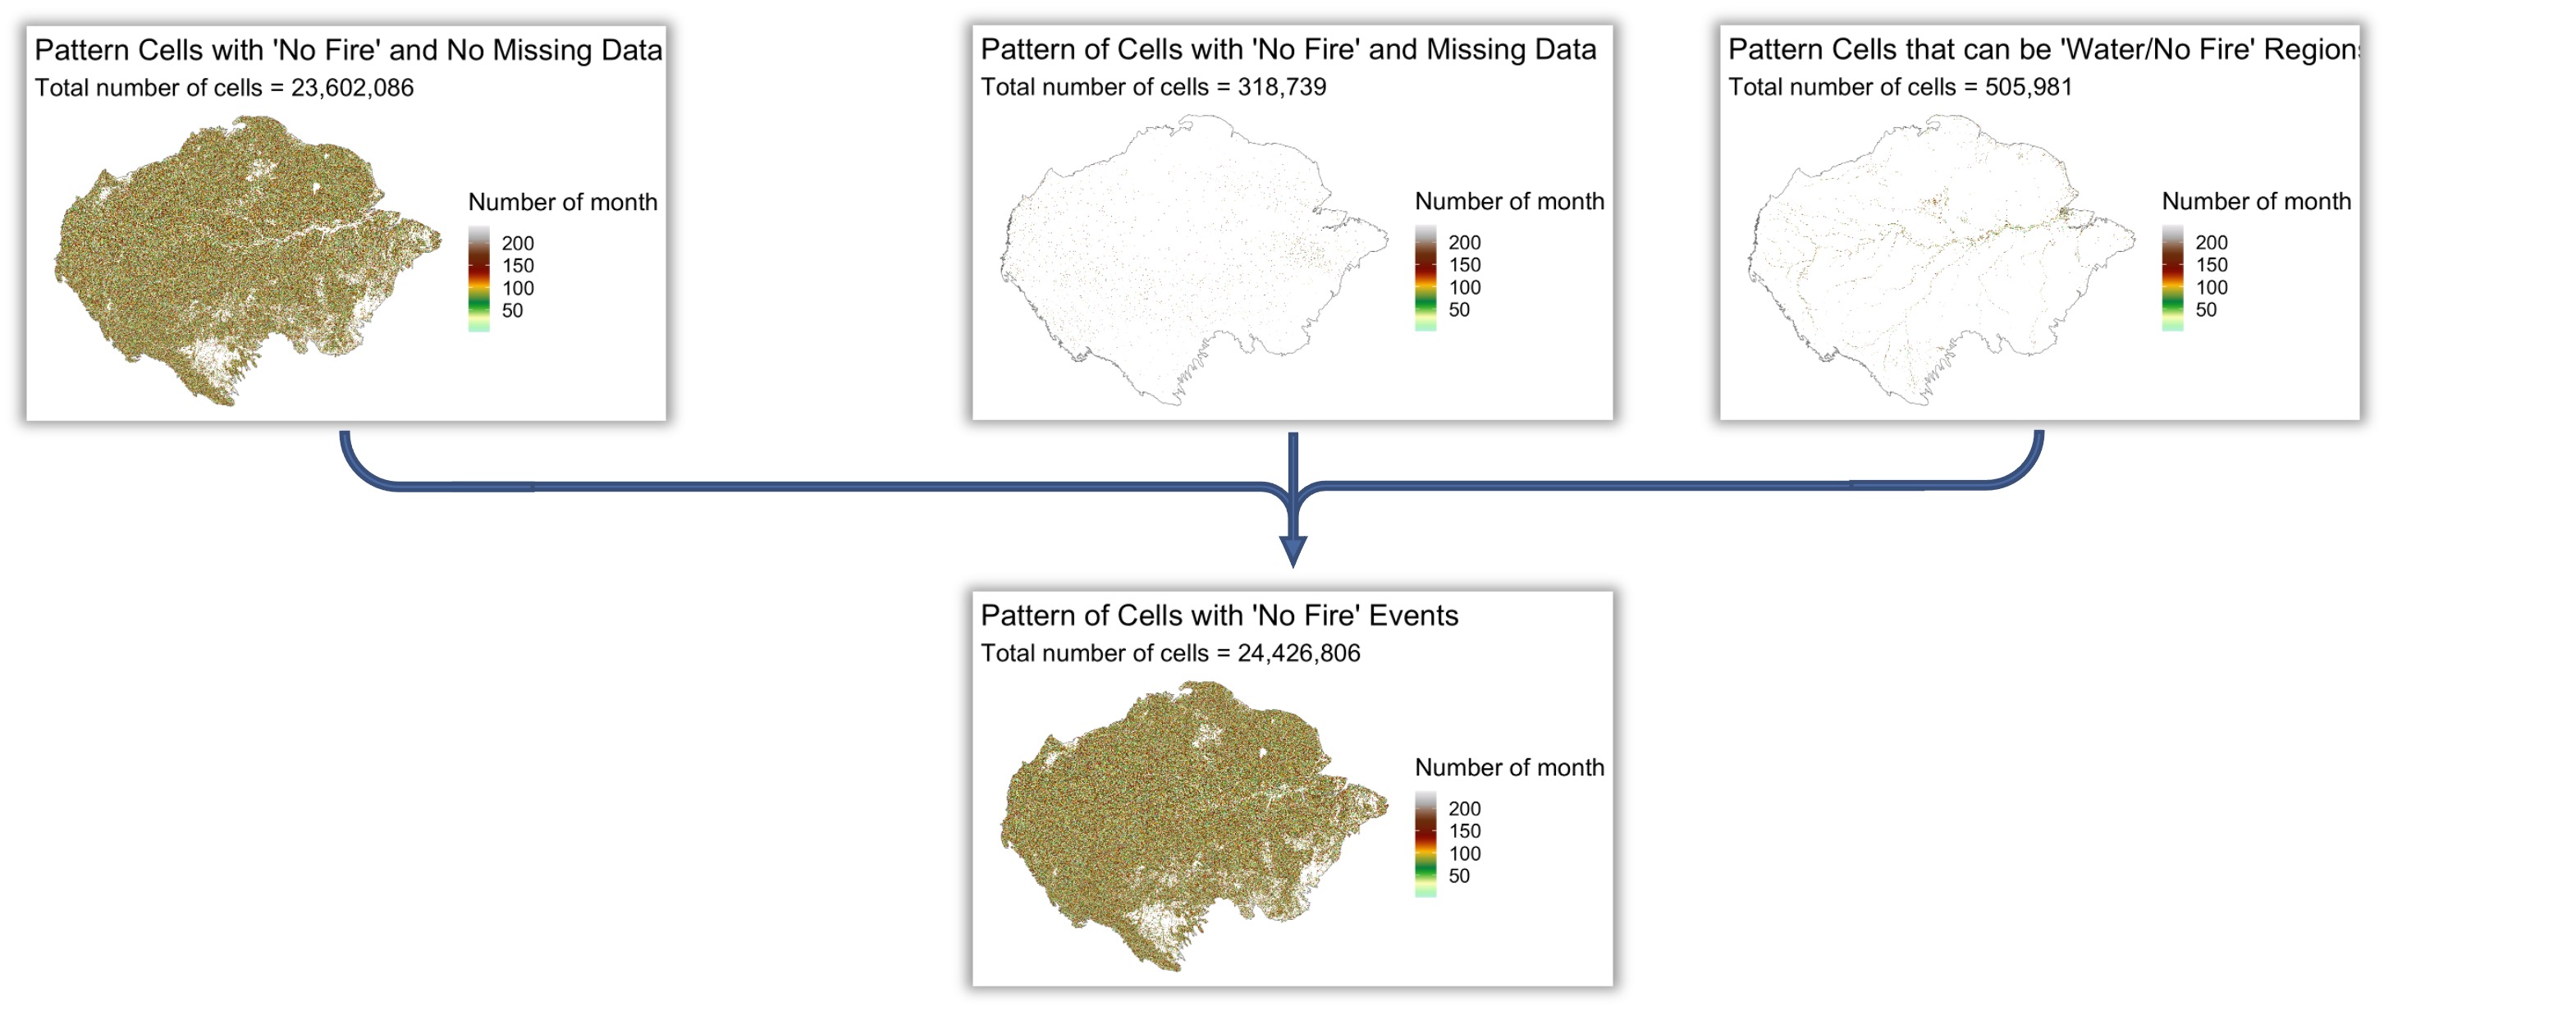 Pattern Cells with 'No Fire' and No Missing Data
Total number of cells = 23,602,086
Number of month
200
150
100
50
Pattern of Cells with 'No Fire' and Missing Data
Total number of cells = 318,739
Number of month
200
150
100
50
Pattern Cells that can be 'Water/No Fire' Regions
Total number of cells = 505,981
Number of month
200
150
100
50
Pattern of Cells with 'No Fire' Events
Total number of cells = 24,426,806
Number of month
200
150
100
50